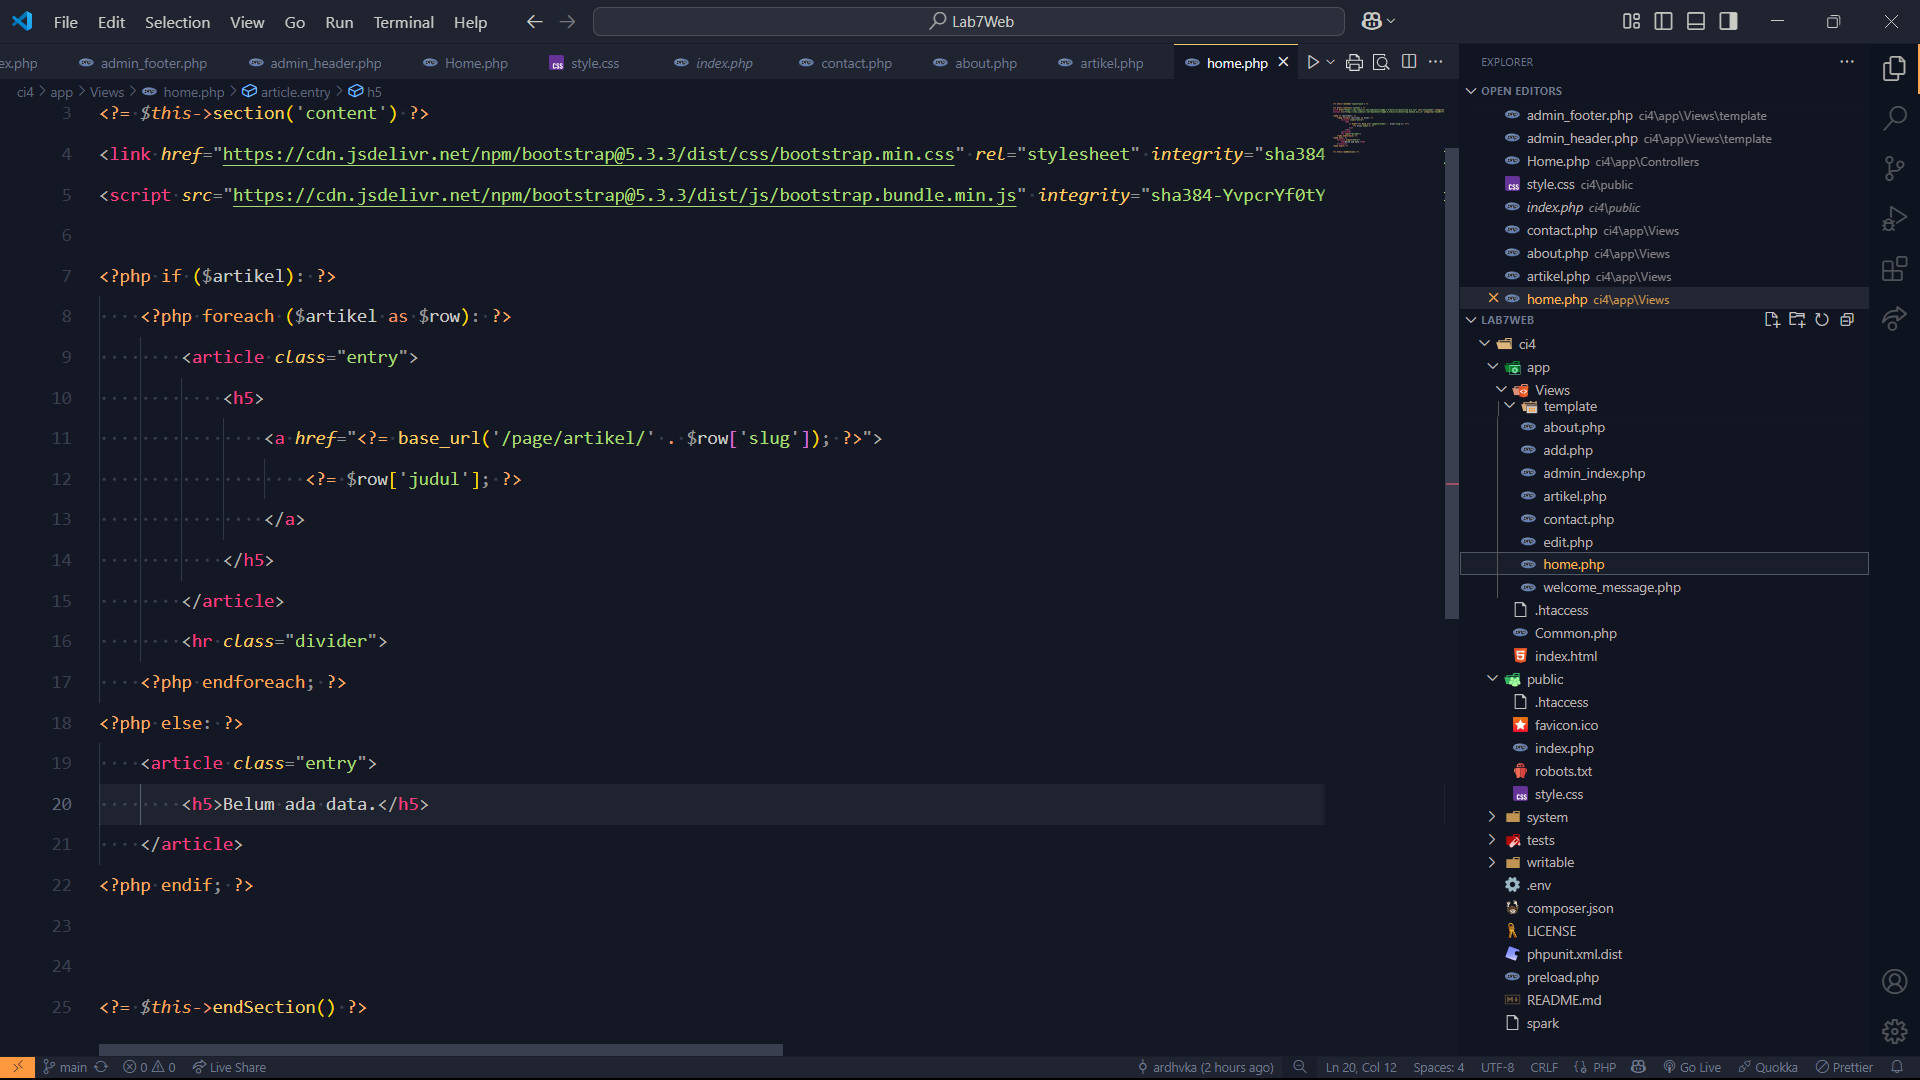 File Edit Selection View Go Run Terminal Help
Lab7Web
ex.php admin_footer.php admin_header.php Home.php style.css index.php contact.php about.php artikel.php home.php
ci4 > app > Views > home.php > article.entry > h5
3 <?= $this->section('content') ?>
4 <link href="https://cdn.jsdelivr.net/npm/bootstrap@5.3.3/dist/css/bootstrap.min.css" rel="stylesheet" integrity="sha384
5 <script src="https://cdn.jsdelivr.net/npm/bootstrap@5.3.3/dist/js/bootstrap.bundle.min.js" integrity="sha384-YvpcrYf0tY
6
7 <?php if ($artikel): ?>
8 <?php foreach ($artikel as $row): ?>
9 <article class="entry">
10 <h5>
11 <a href="<?= base_url('/page/artikel/' . $row['slug']); ?>">
12 <?= $row['judul']; ?>
13 </a>
14 </h5>
15 </article>
16 <hr class="divider">
17 <?php endforeach; ?>
18 <?php else: ?>
19 <article class="entry">
20 <h5>Belum ada data.</h5>
21 </article>
22 <?php endif; ?>
23
24
25 <?= $this->endSection() ?>
EXPLORER
OPEN EDITORS
admin_footer.php ci4\app\Views\template
admin_header.php ci4\app\Views\template
Home.php ci4\app\Controllers
style.css ci4\public
index.php ci4\public
contact.php ci4\app\Views
about.php ci4\app\Views
artikel.php ci4\app\Views
home.php ci4\app\Views
LAB7WEB
ci4
app
Views
template
about.php
add.php
admin_index.php
artikel.php
contact.php
edit.php
home.php
welcome_message.php
.htaccess
Common.php
index.html
public
.htaccess
favicon.ico
index.php
robots.txt
style.css
system
tests
writable
.env
composer.json
LICENSE
phpunit.xml.dist
preload.php
README.md
spark
main 0 0 Live Share ardhvka (2 hours ago) Ln 20, Col 12 Spaces: 4 UTF-8 CRLF {} PHP Go Live Quokka Prettier